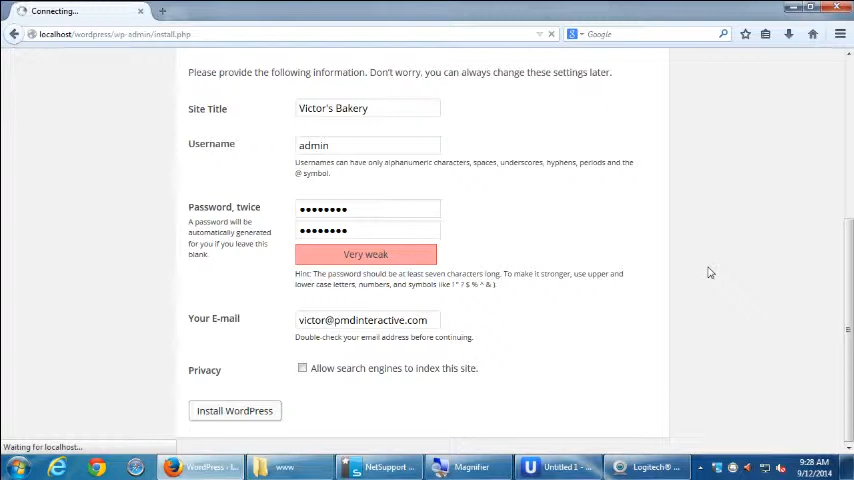 Connecting...
localhost/wordpress/wp-admin/install.php
Google
Please provide the following information. Don't worry, you can always change these settings later.
Site Title
Victor's Bakery
Username
admin
Usernames can have only alphanumeric characters, spaces, underscores, hyphens, periods and the
@ symbol.
Password, twice
A password will be
automatically generated
for you if you leave this
blank.
••••••••
••••••••
Very weak
Hint: The password should be at least seven characters long. To make it stronger, use upper and
lower case letters, numbers, and symbols like ! " ? $ % ^ & ).
Your E-mail
victor@pmdinteractive.com
Double-check your email address before continuing.
Privacy
Allow search engines to index this site.
Install WordPress
Waiting for localhost...
WordPress › I...
www
NetSupport ...
Magnifier
Untitled 1 - ...
Logitech® ...
9:28 AM
9/12/2014